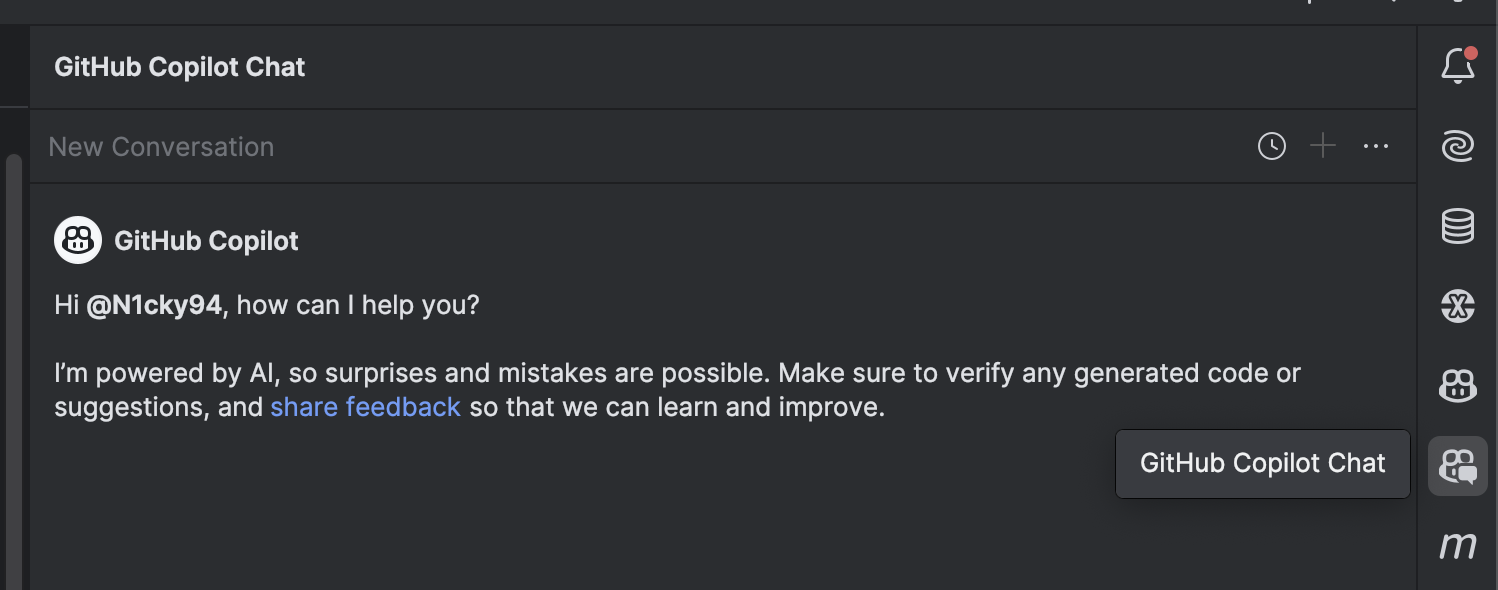 GitHub Copilot Chat
New Conversation
GitHub Copilot
Hi @N1cky94, how can I help you?
I’m powered by AI, so surprises and mistakes are possible. Make sure to verify any generated code or
suggestions, and share feedback so that we can learn and improve.
GitHub Copilot Chat
m